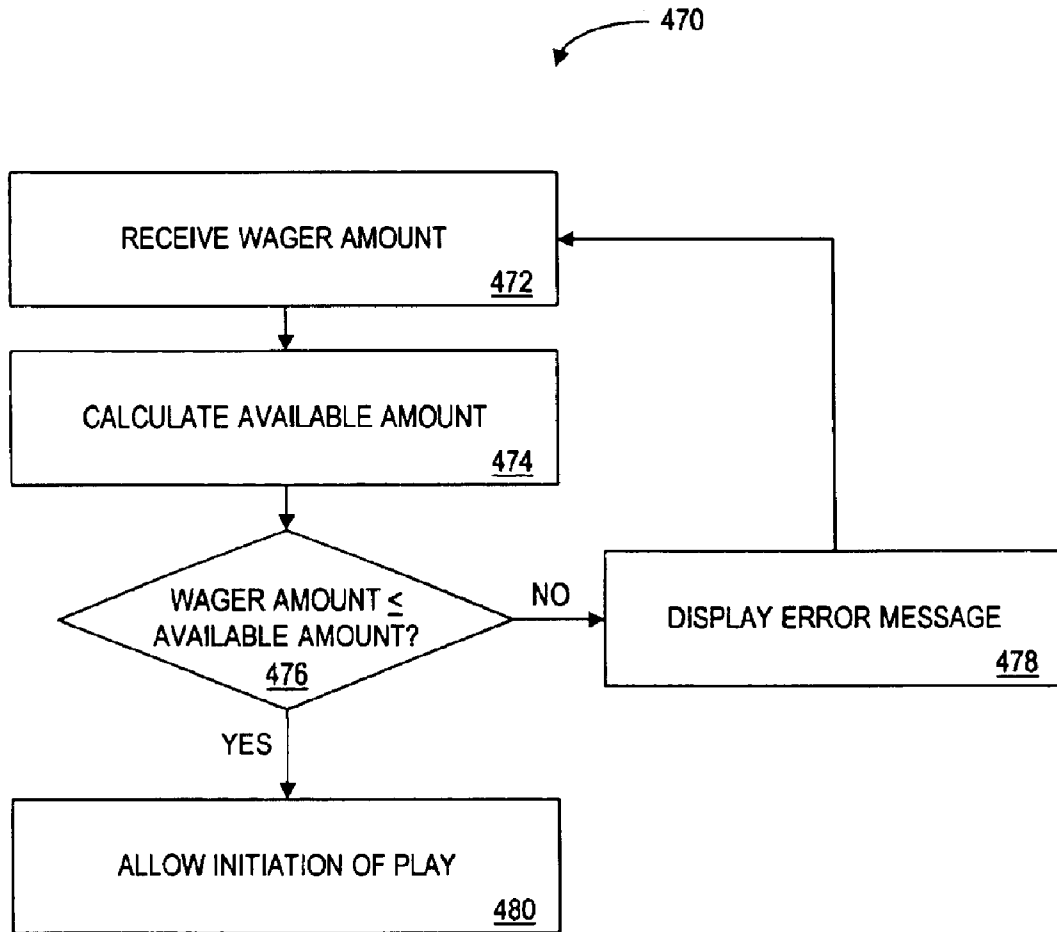 470
RECEIVE WAGER AMOUNT
472
CALCULATE AVAILABLE AMOUNT
474
WAGER AMOUNT ≤
AVAILABLE AMOUNT?
476
NO
DISPLAY ERROR MESSAGE
478
YES
ALLOW INITIATION OF PLAY
480